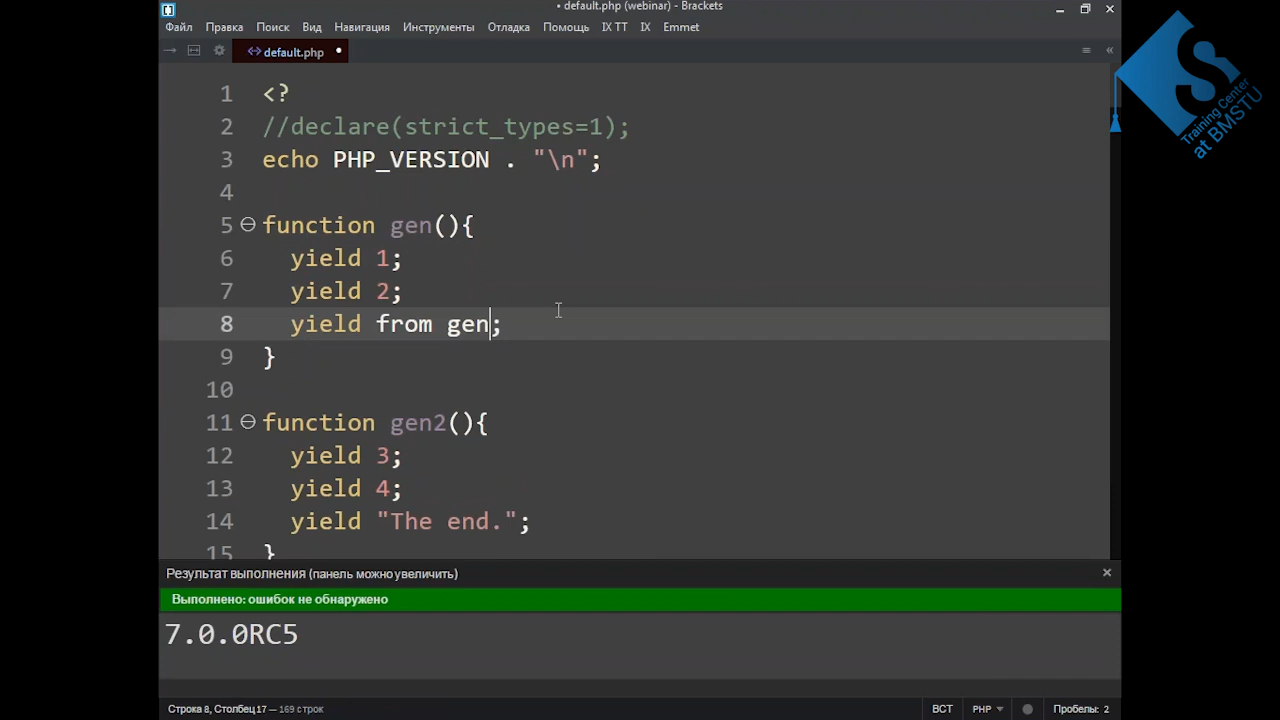 • default.php (webinar) - Brackets
Файл Правка Поиск Вид Навигация Инструменты Отладка Помощь IX TT IX Emmet
default.php •
1 <?
2 //declare(strict_types=1);
3 echo PHP_VERSION . "\n";
4
5 function gen(){
6 yield 1;
7 yield 2;
8 yield from gen;
9 }
10
11 function gen2(){
12 yield 3;
13 yield 4;
14 yield "The end.";
15 }
Результат выполнения (панель можно увеличить)
Выполнено: ошибок не обнаружено
7.0.0RC5
Строка 8, Столбец 17 — 169 строк
ВСТ PHP Пробелы: 2
S
Training Center
at BMSTU